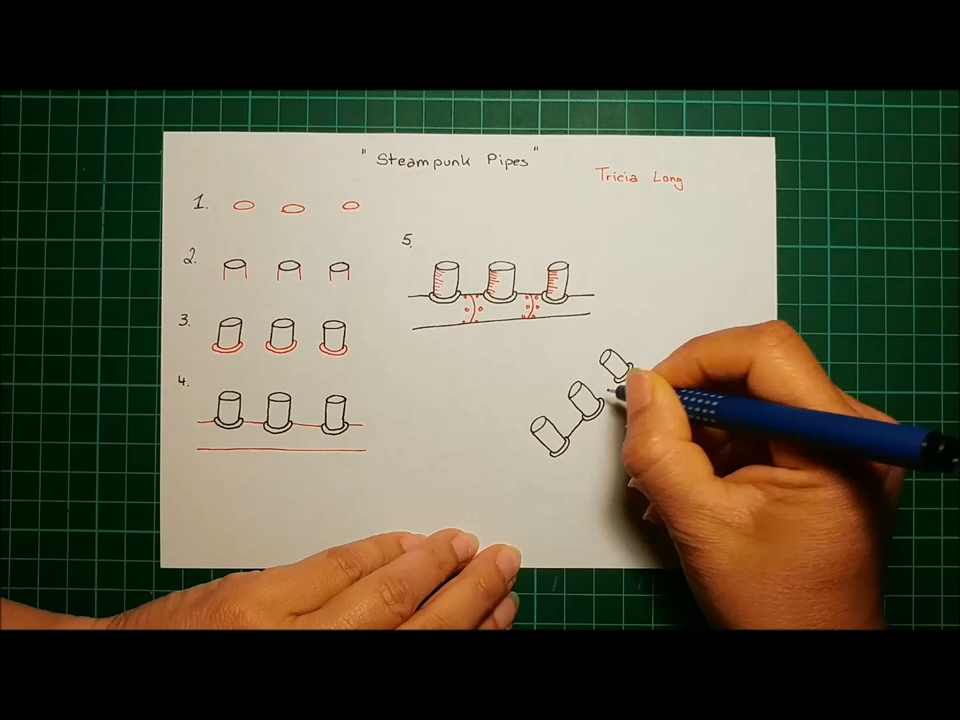 "Steampunk Pipes"
Tricia Long
1.
2.
3.
4.
5.